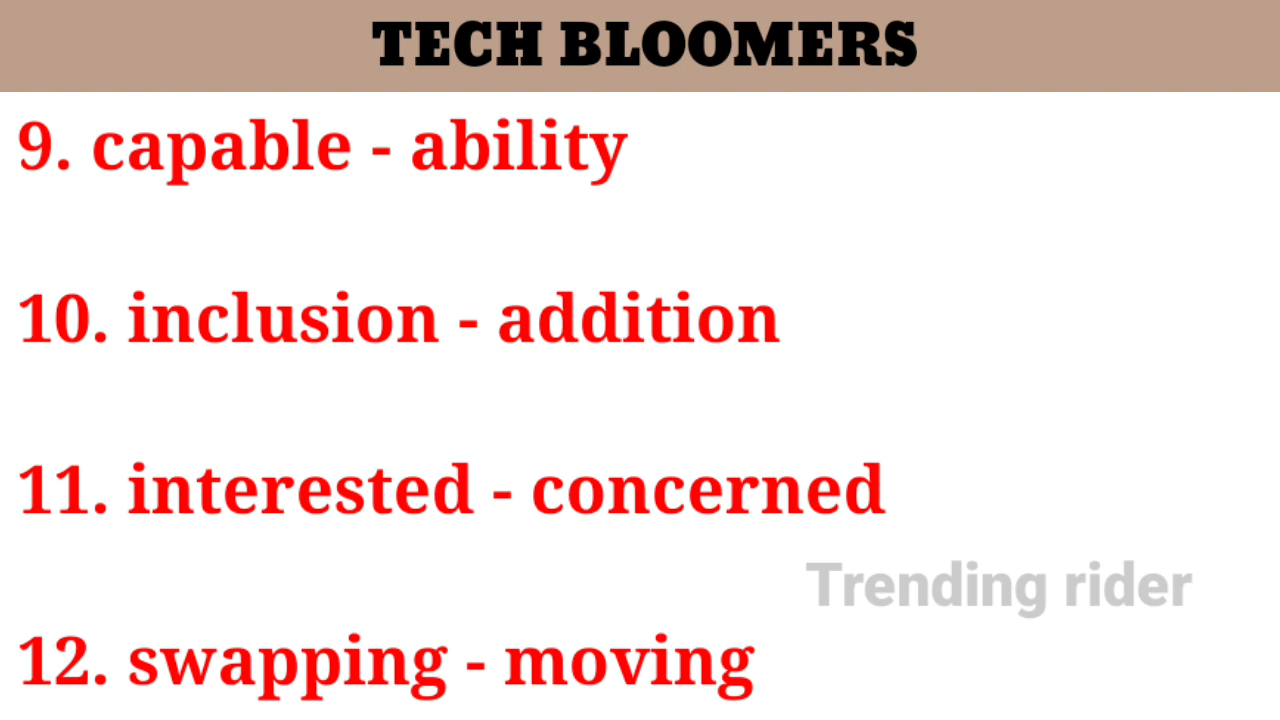 TECH BLOOMERS
9. capable - ability
10. inclusion - addition
11. interested - concerned
Trending rider
12. swapping - moving